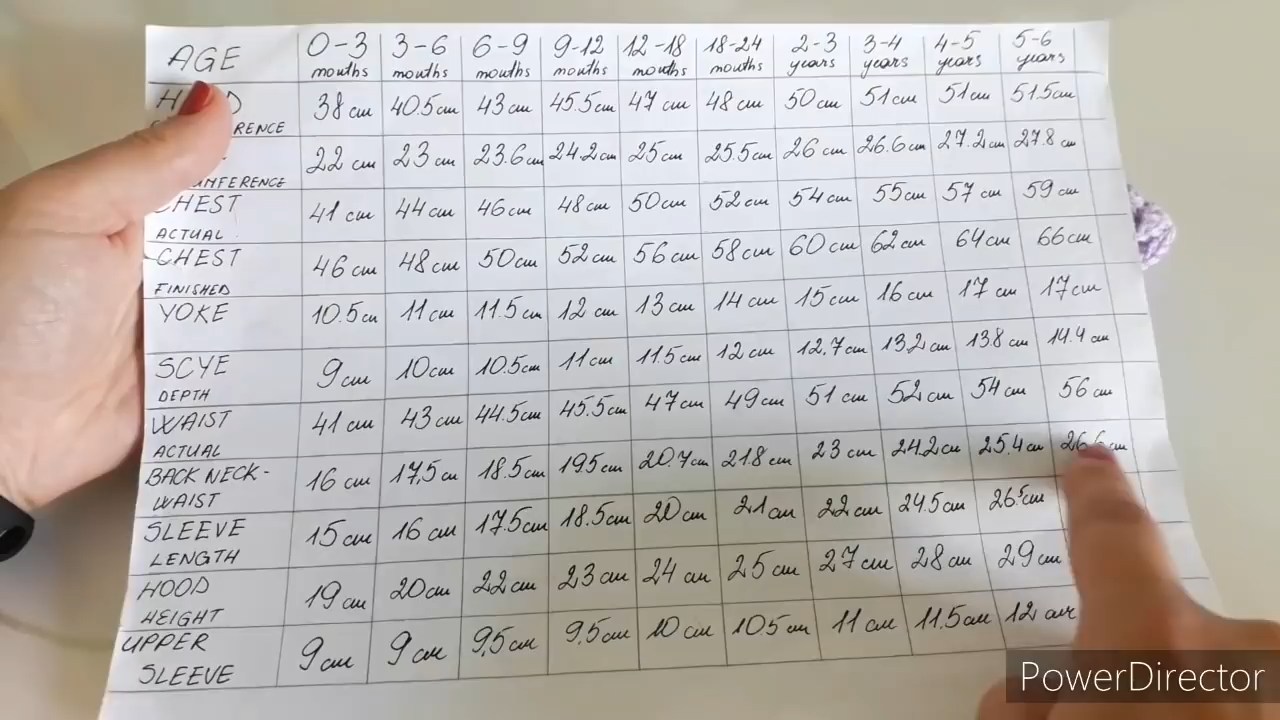 AGE 0-3 months 3-6 months 6-9 months 9-12 months 12-18 months 18-24 months 2-3 years 3-4 years 4-5 years 5-6 years
38 cm 40.5 cm 43 cm 45.5 cm 47 cm 48 cm 50 cm 51 cm 51 cm 51.5 cm
22 cm 23 cm 23.6 cm 24.2 cm 25 cm 25.5 cm 26 cm 26.6 cm 27.2 cm 27.8 cm
CHEST ACTUAL 41 cm 44 cm 46 cm 48 cm 50 cm 52 cm 54 cm 55 cm 57 cm 59 cm
CHEST FINISHED 46 cm 48 cm 50 cm 52 cm 56 cm 58 cm 60 cm 62 cm 64 cm 66 cm
YOKE 10.5 cm 11 cm 11.5 cm 12 cm 13 cm 14 cm 15 cm 16 cm 17 cm 17 cm
SCYE DEPTH 9 cm 10 cm 10.5 cm 11 cm 11.5 cm 12 cm 12.7 cm 13.2 cm 13.8 cm 14.4 cm
WAIST ACTUAL 41 cm 43 cm 44.5 cm 45.5 cm 47 cm 49 cm 51 cm 52 cm 54 cm 56 cm
BACK NECK-WAIST 16 cm 17,5 cm 18.5 cm 19.5 cm 20.7 cm 21.8 cm 23 cm 24.2 cm 25.4 cm 26.6 cm
SLEEVE LENGTH 15 cm 16 cm 17.5 cm 18.5 cm 20 cm 21 cm 22 cm 24.5 cm 26.5 cm
HOOD HEIGHT 19 cm 20 cm 22 cm 23 cm 24 cm 25 cm 27 cm 28 cm 29 cm
UPPER SLEEVE 9 cm 9 cm 9,5 cm 9,5 cm 10 cm 10.5 cm 11 cm 11.5 cm 12 cm
PowerDirector